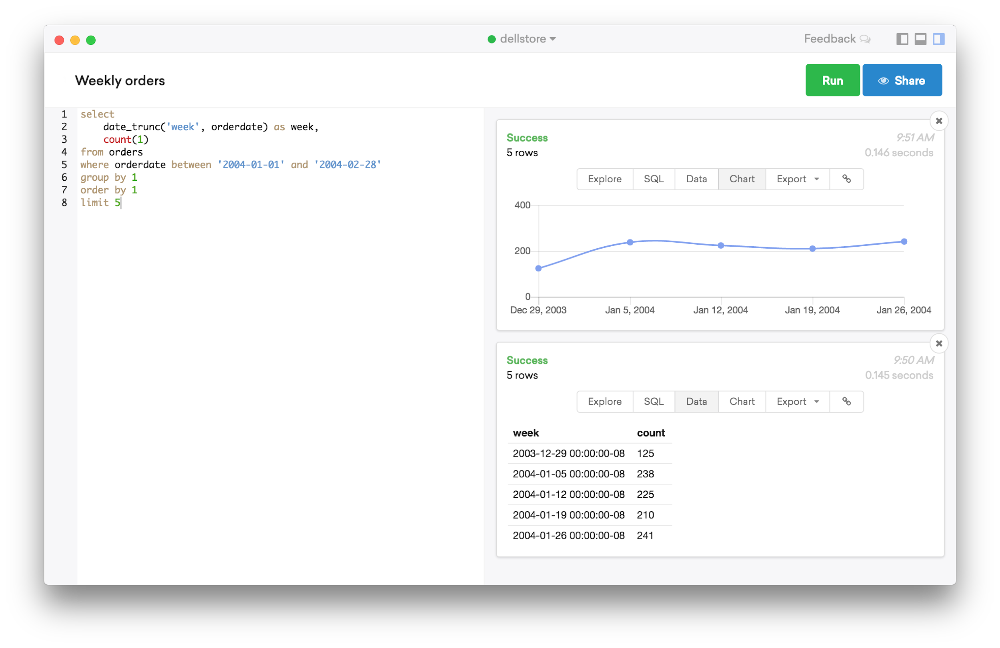 dellstore
Feedback
Weekly orders
Run
Share
1 select
2 date_trunc('week', orderdate) as week,
3 count(1)
4 from orders
5 where orderdate between '2004-01-01' and '2004-02-28'
6 group by 1
7 order by 1
8 limit 5
Success 9:51 AM
5 rows 0.146 seconds
Explore SQL Data Chart Export
400
200
0
Dec 29, 2003 Jan 5, 2004 Jan 12, 2004 Jan 19, 2004 Jan 26, 2004
Success 9:50 AM
5 rows 0.145 seconds
Explore SQL Data Chart Export
week count
2003-12-29 00:00:00-08 125
2004-01-05 00:00:00-08 238
2004-01-12 00:00:00-08 225
2004-01-19 00:00:00-08 210
2004-01-26 00:00:00-08 241